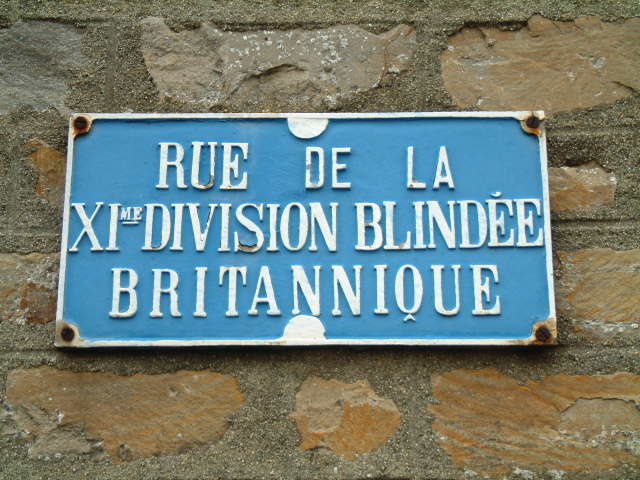 RUE DE LA
XIME DIVISION BLINDÉE
BRITANNIQUE